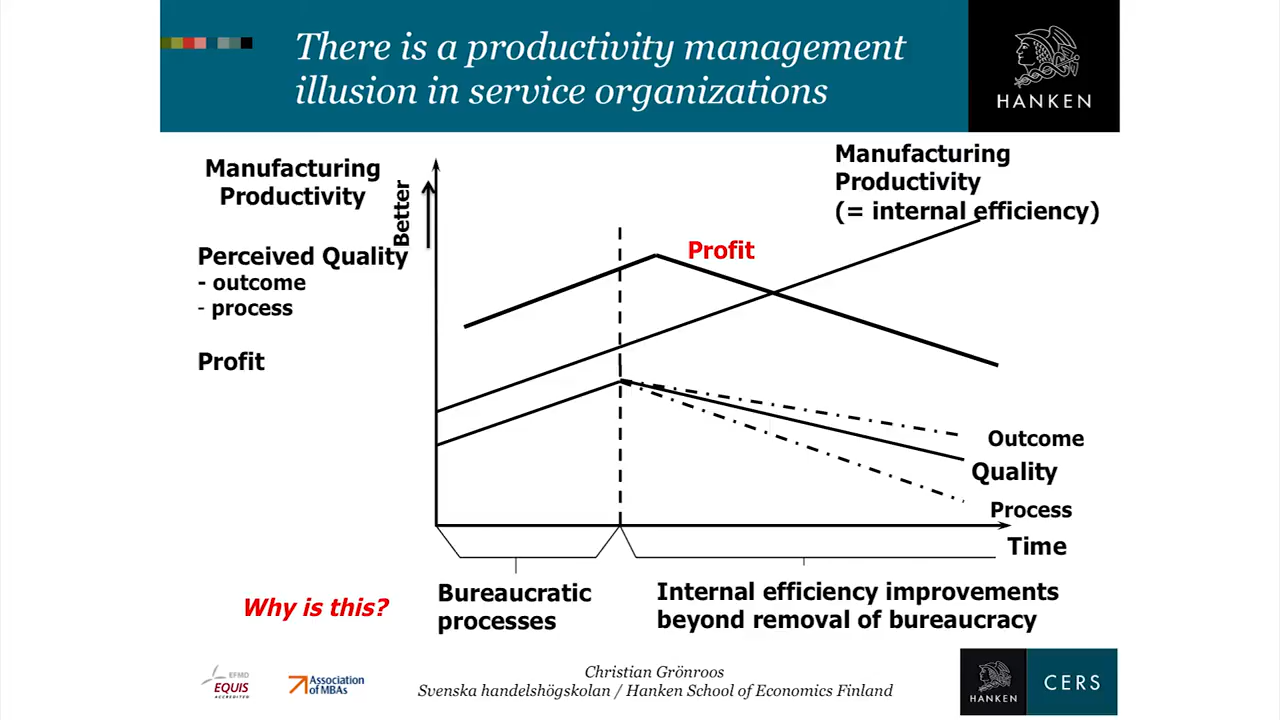 There is a productivity management
illusion in service organizations
HANKEN
Manufacturing
Productivity
Better
Perceived Quality
- outcome
- process
Profit
Manufacturing
Productivity
(= internal efficiency)
Profit
Outcome
Quality
Process
Time
Bureaucratic
processes
Internal efficiency improvements
beyond removal of bureaucracy
Why is this?
EFMD
EQUIS
ACCREDITED
Association
of MBAs
Christian Grönroos
Svenska handelshögskolan / Hanken School of Economics Finland
HANKEN
CERS